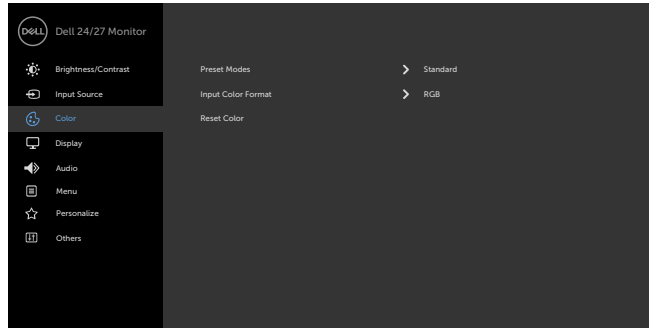 DELL Dell 24/27 Monitor
Brightness/Contrast
Preset Modes
Standard
Input Source
Input Color Format
RGB
Color
Reset Color
Display
Audio
Menu
Personalize
Others